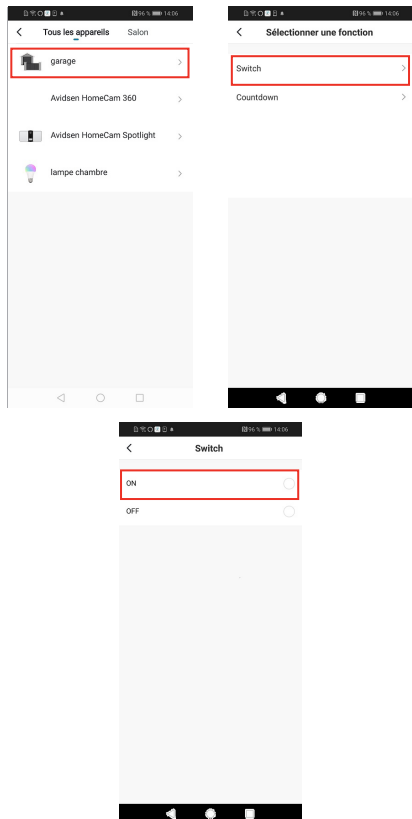 96 % 14:06
Tous les appareils Salon
garage
Avidsen HomeCam 360
Avidsen HomeCam Spotlight
lampe chambre
96 % 14:06
Sélectionner une fonction
Switch
Countdown
96 % 14:06
Switch
ON
OFF